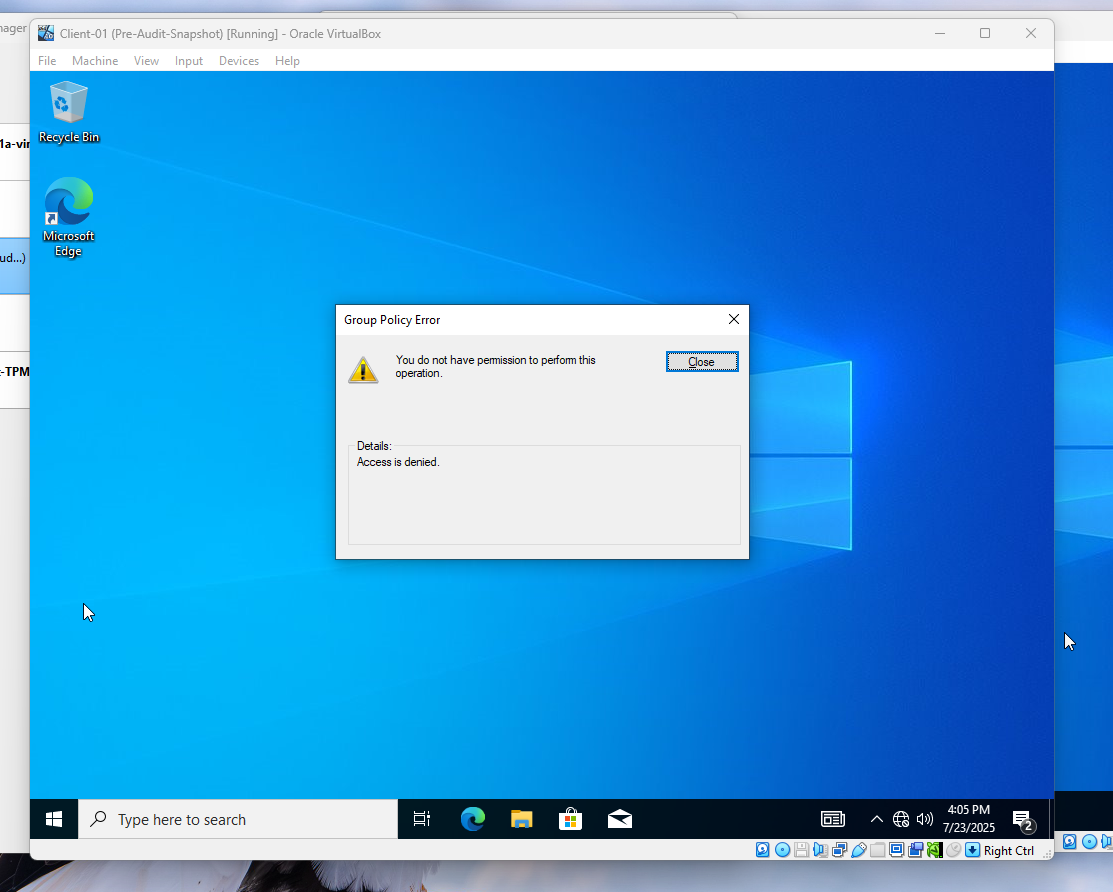 nager
Client-01 (Pre-Audit-Snapshot) [Running] - Oracle VirtualBox
File Machine View Input Devices Help
Recycle Bin
1a-vir
Microsoft
Edge
ud...)
Group Policy Error
You do not have permission to perform this
operation.
Close
-TPM
Details:
Access is denied.
Type here to search
4:05 PM
7/23/2025
2
Right Ctrl